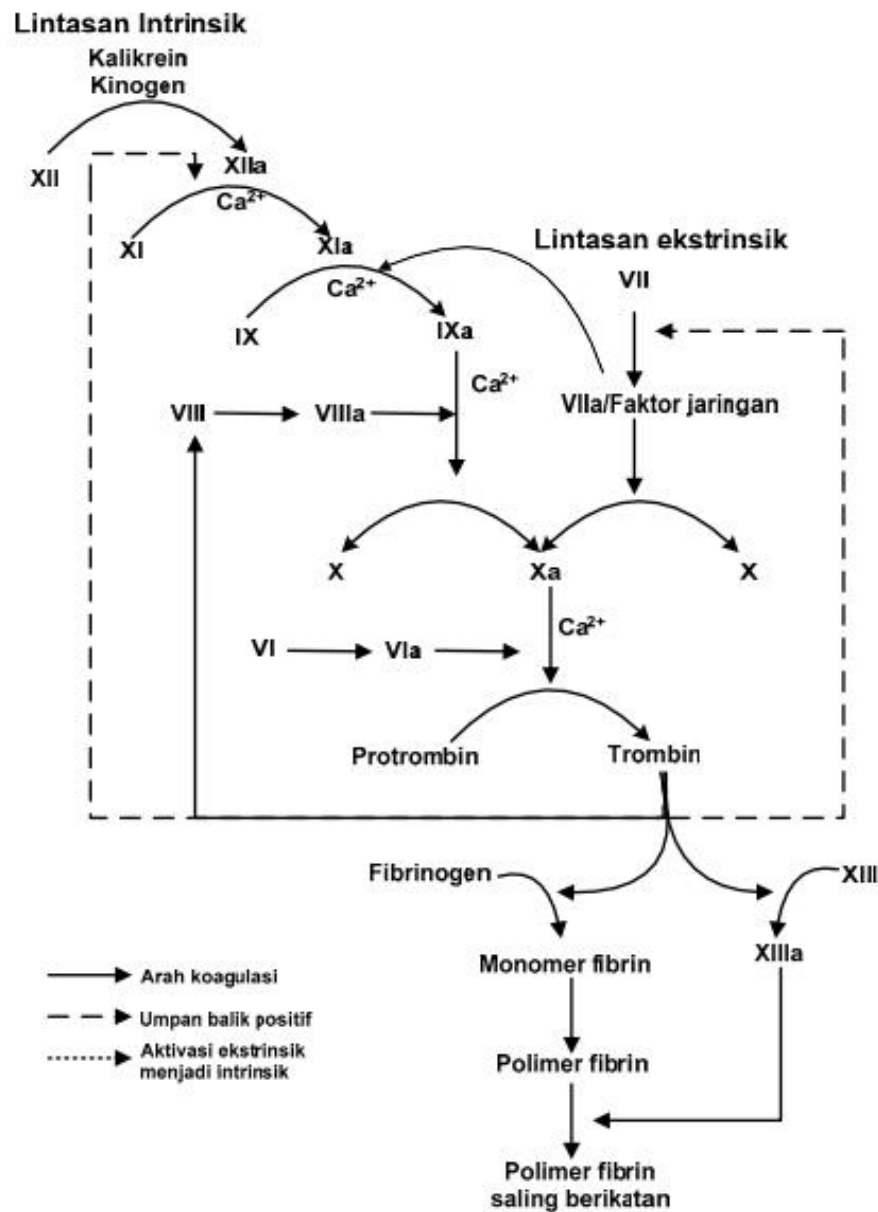 Lintasan Intrinsik
Kalikrein
Kinogen
XII
XIIa
Ca²⁺
XI
XIa
Ca²⁺
Lintasan ekstrinsik
VII
IX
IXa
Ca²⁺
VIII
VIIIa
VIIa/Faktor jaringan
X
Xa
X
Ca²⁺
VI
VIa
Protrombin
Trombin
Fibrinogen
XIII
Monomer fibrin
XIIIa
Arah koagulasi
Umpan balik positif
Aktivasi ekstrinsik
menjadi intrinsik
Polimer fibrin
Polimer fibrin
saling berikatan